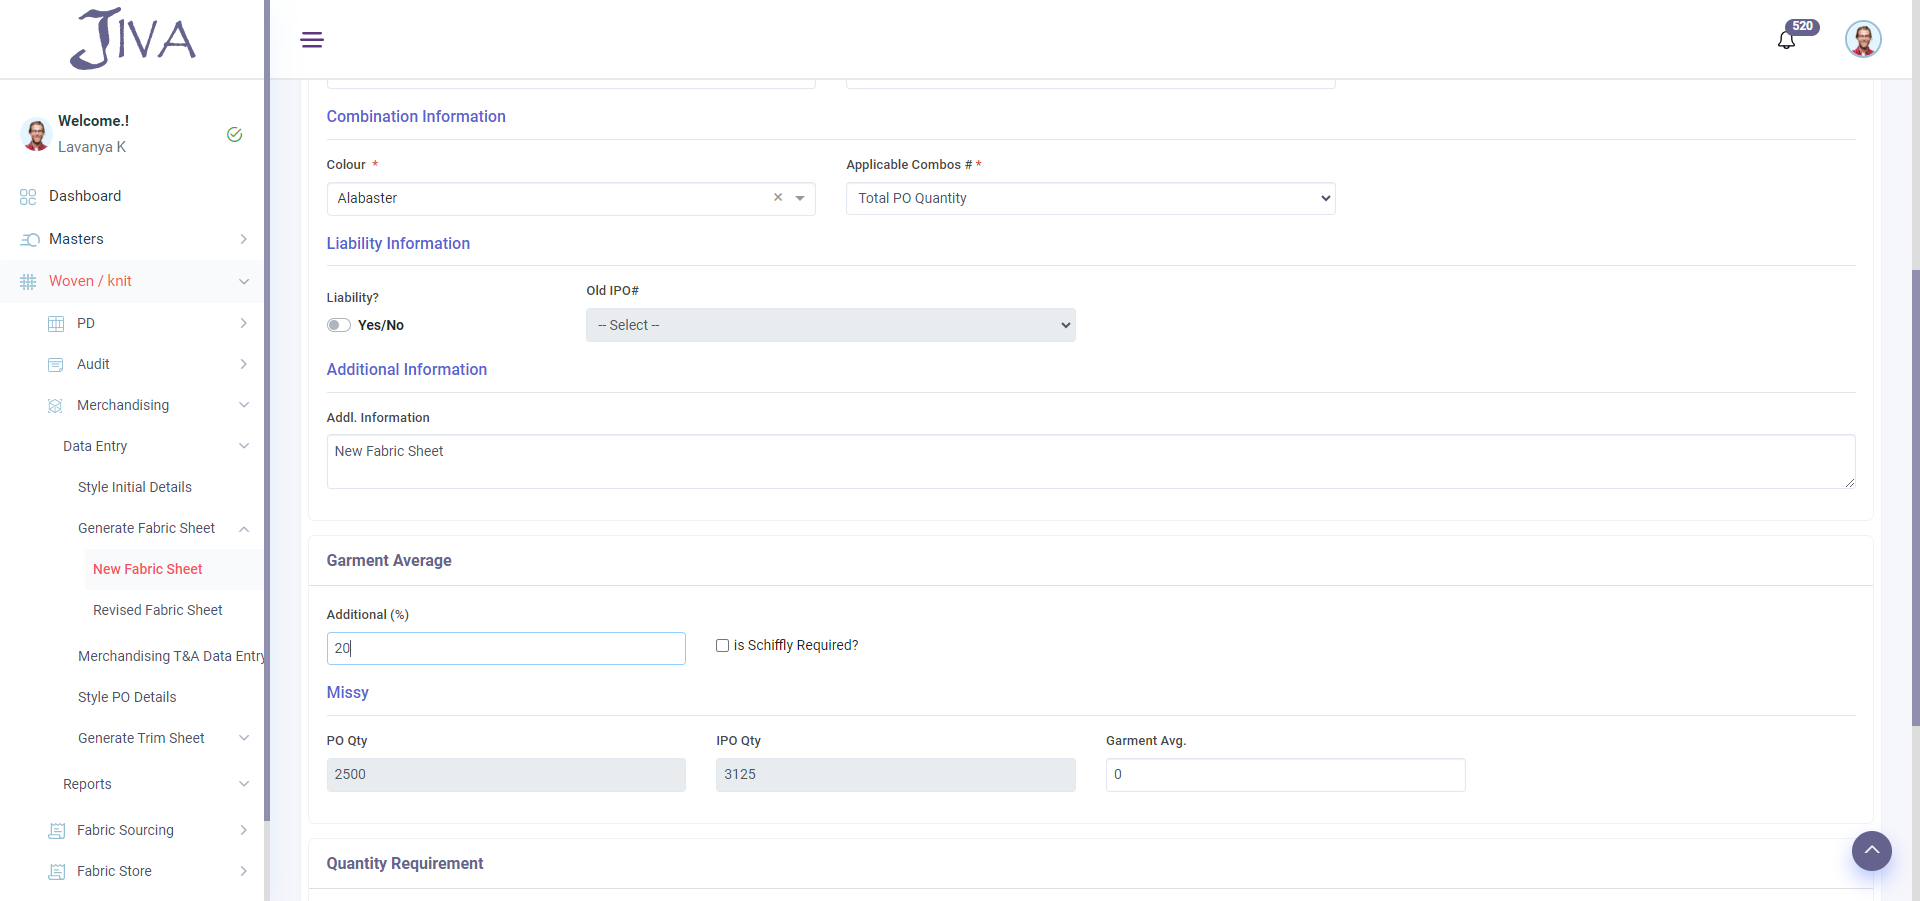 JIVA
520
Welcome.!
Lavanya K
Dashboard
Masters
Woven / knit
PD
Audit
Merchandising
Data Entry
Style Initial Details
Generate Fabric Sheet
New Fabric Sheet
Revised Fabric Sheet
Merchandising T&A Data Entry
Style PO Details
Generate Trim Sheet
Reports
Fabric Sourcing
Fabric Store
Combination Information
Colour * Applicable Combos # *
Alabaster × Total PO Quantity
Liability Information
Liability? Old IPO#
Yes/No -- Select --
Additional Information
Addl. Information
New Fabric Sheet
Garment Average
Additional (%)
20 is Schiffly Required?
Missy
PO Qty IPO Qty Garment Avg.
2500 3125 0
Quantity Requirement